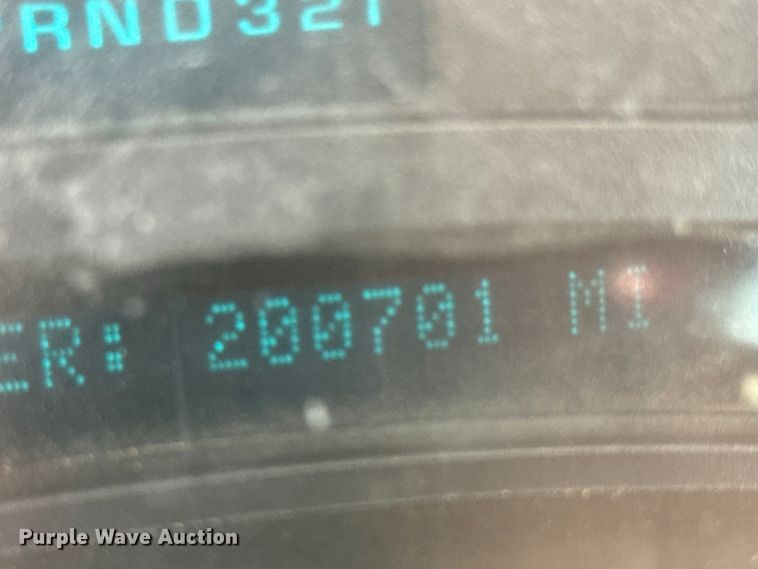 RND321
ER: 200701 MI
Purple Wave Auction